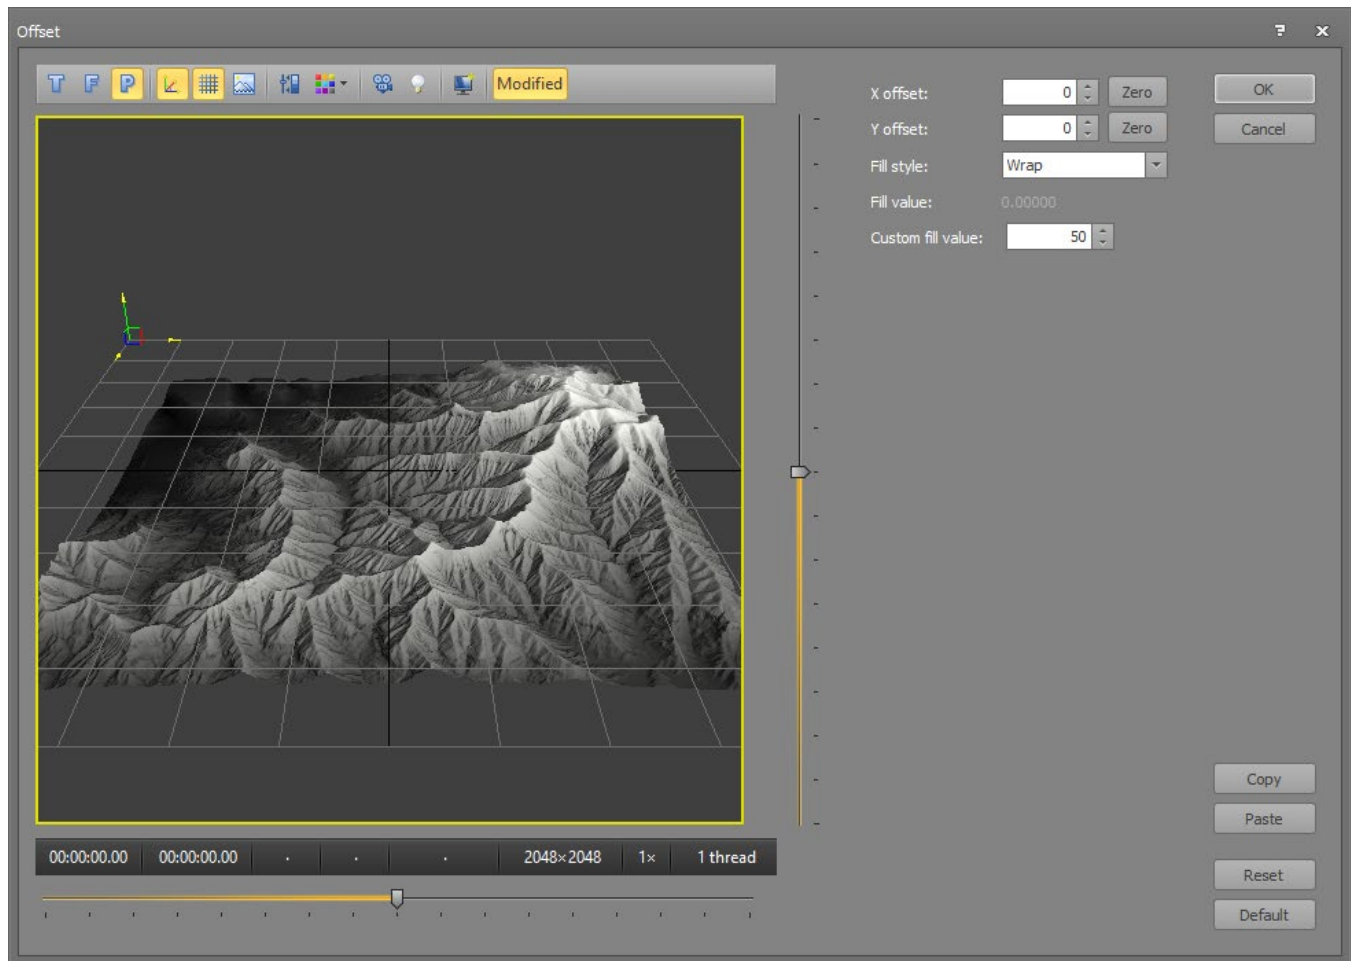 Offset
T F P Modified
X offset: 0 Zero OK
Y offset: 0 Zero Cancel
Fill style: Wrap
Fill value: 0.00000
Custom fill value: 50
Copy
Paste
00:00:00.00 00:00:00.00 . . . 2048×2048 1× 1 thread
Reset
Default